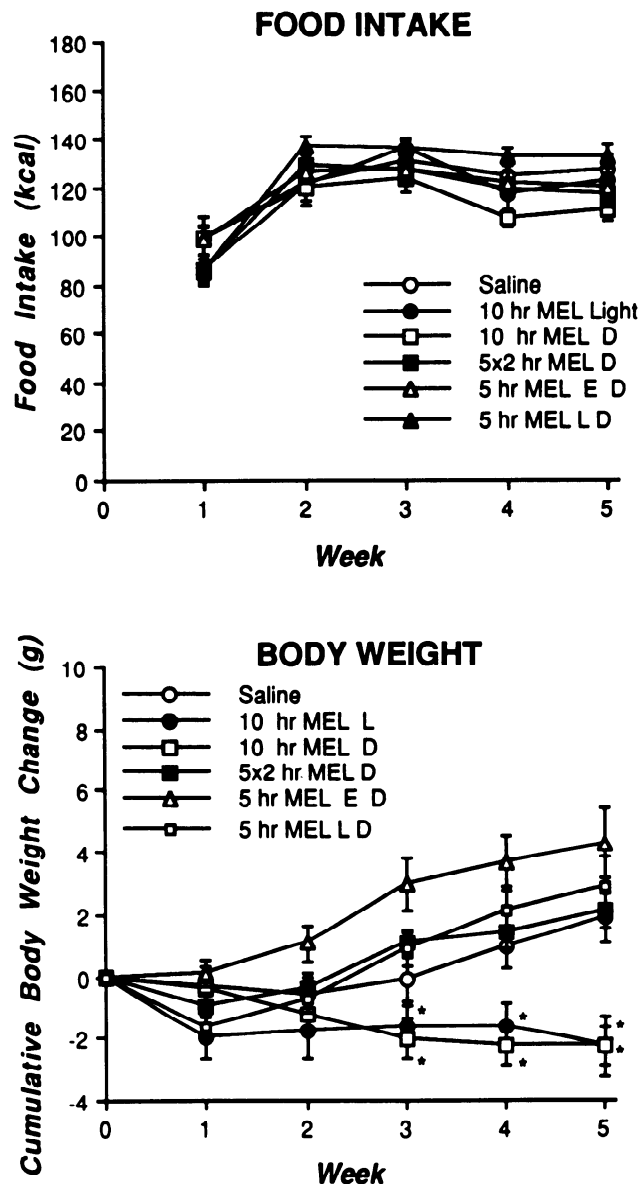 FOOD INTAKE
Food Intake (kcal)
180
160
140
120
100
80
60
40
20
0
Saline
10 hr MEL Light
10 hr MEL D
5x2 hr MEL D
5 hr MEL E D
5 hr MEL L D
0 1 2 3 4 5
Week
BODY WEIGHT
Cumulative Body Weight Change (g)
10
8
6
4
2
0
-2
-4
Saline
10 hr MEL L
10 hr MEL D
5x2 hr MEL D
5 hr MEL E D
5 hr MEL L D
* * *
* * *
0 1 2 3 4 5
Week